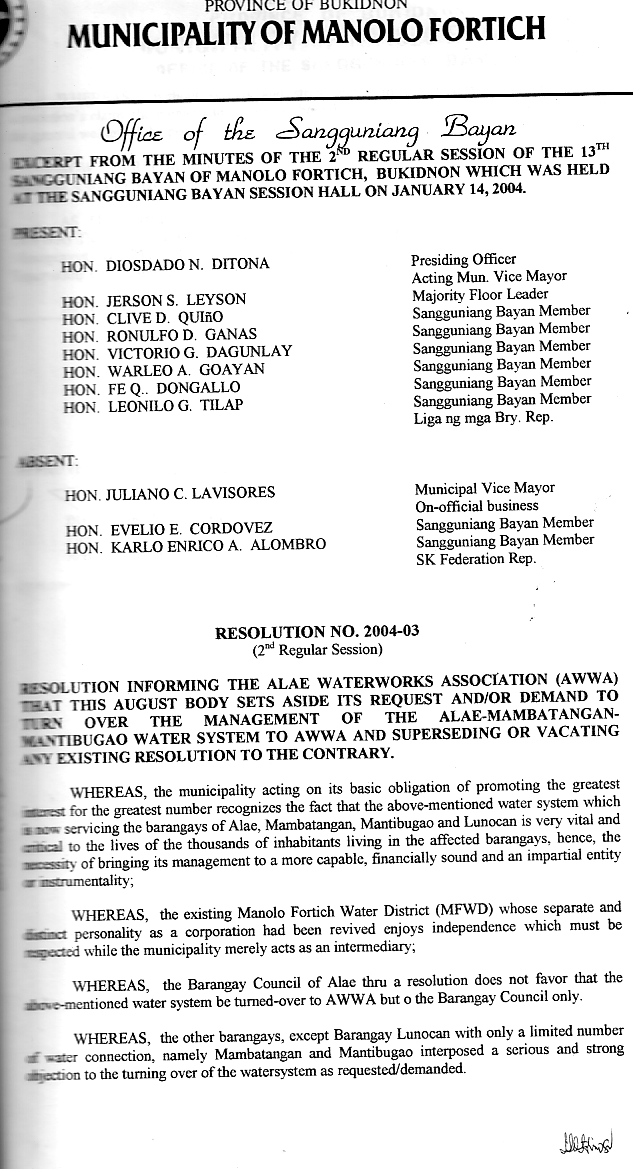 PROVINCE OF BUKIDNON
MUNICIPALITY OF MANOLO FORTICH
Office of the Sangguniang Bayan
EXCERPT FROM THE MINUTES OF THE 2ND REGULAR SESSION OF THE 13TH
SANGGUNIANG BAYAN OF MANOLO FORTICH, BUKIDNON WHICH WAS HELD
AT THE SANGGUNIANG BAYAN SESSION HALL ON JANUARY 14, 2004.
PRESENT:
HON. DIOSDADO N. DITONA Presiding Officer
Acting Mun. Vice Mayor
HON. JERSON S. LEYSON Majority Floor Leader
HON. CLIVE D. QUIñO Sangguniang Bayan Member
HON. RONULFO D. GANAS Sangguniang Bayan Member
HON. VICTORIO G. DAGUNLAY Sangguniang Bayan Member
HON. WARLEO A. GOAYAN Sangguniang Bayan Member
HON. FE Q.. DONGALLO Sangguniang Bayan Member
HON. LEONILO G. TILAP Sangguniang Bayan Member
Liga ng mga Bry. Rep.
ABSENT:
HON. JULIANO C. LAVISORES Municipal Vice Mayor
On-official business
HON. EVELIO E. CORDOVEZ Sangguniang Bayan Member
HON. KARLO ENRICO A. ALOMBRO Sangguniang Bayan Member
SK Federation Rep.
RESOLUTION NO. 2004-03
(2nd Regular Session)
RESOLUTION INFORMING THE ALAE WATERWORKS ASSOCIATION (AWWA)
THAT THIS AUGUST BODY SETS ASIDE ITS REQUEST AND/OR DEMAND TO
TURN OVER THE MANAGEMENT OF THE ALAE-MAMBATANGAN-
MANTIBUGAO WATER SYSTEM TO AWWA AND SUPERSEDING OR VACATING
ANY EXISTING RESOLUTION TO THE CONTRARY.
WHEREAS, the municipality acting on its basic obligation of promoting the greatest
interest for the greatest number recognizes the fact that the above-mentioned water system which
is now servicing the barangays of Alae, Mambatangan, Mantibugao and Lunocan is very vital and
critical to the lives of the thousands of inhabitants living in the affected barangays, hence, the
necessity of bringing its management to a more capable, financially sound and an impartial entity
or instrumentality;
WHEREAS, the existing Manolo Fortich Water District (MFWD) whose separate and
distinct personality as a corporation had been revived enjoys independence which must be
respected while the municipality merely acts as an intermediary;
WHEREAS, the Barangay Council of Alae thru a resolution does not favor that the
above-mentioned water system be turned-over to AWWA but o the Barangay Council only.
WHEREAS, the other barangays, except Barangay Lunocan with only a limited number
of water connection, namely Mambatangan and Mantibugao interposed a serious and strong
objection to the turning over of the watersystem as requested/demanded.